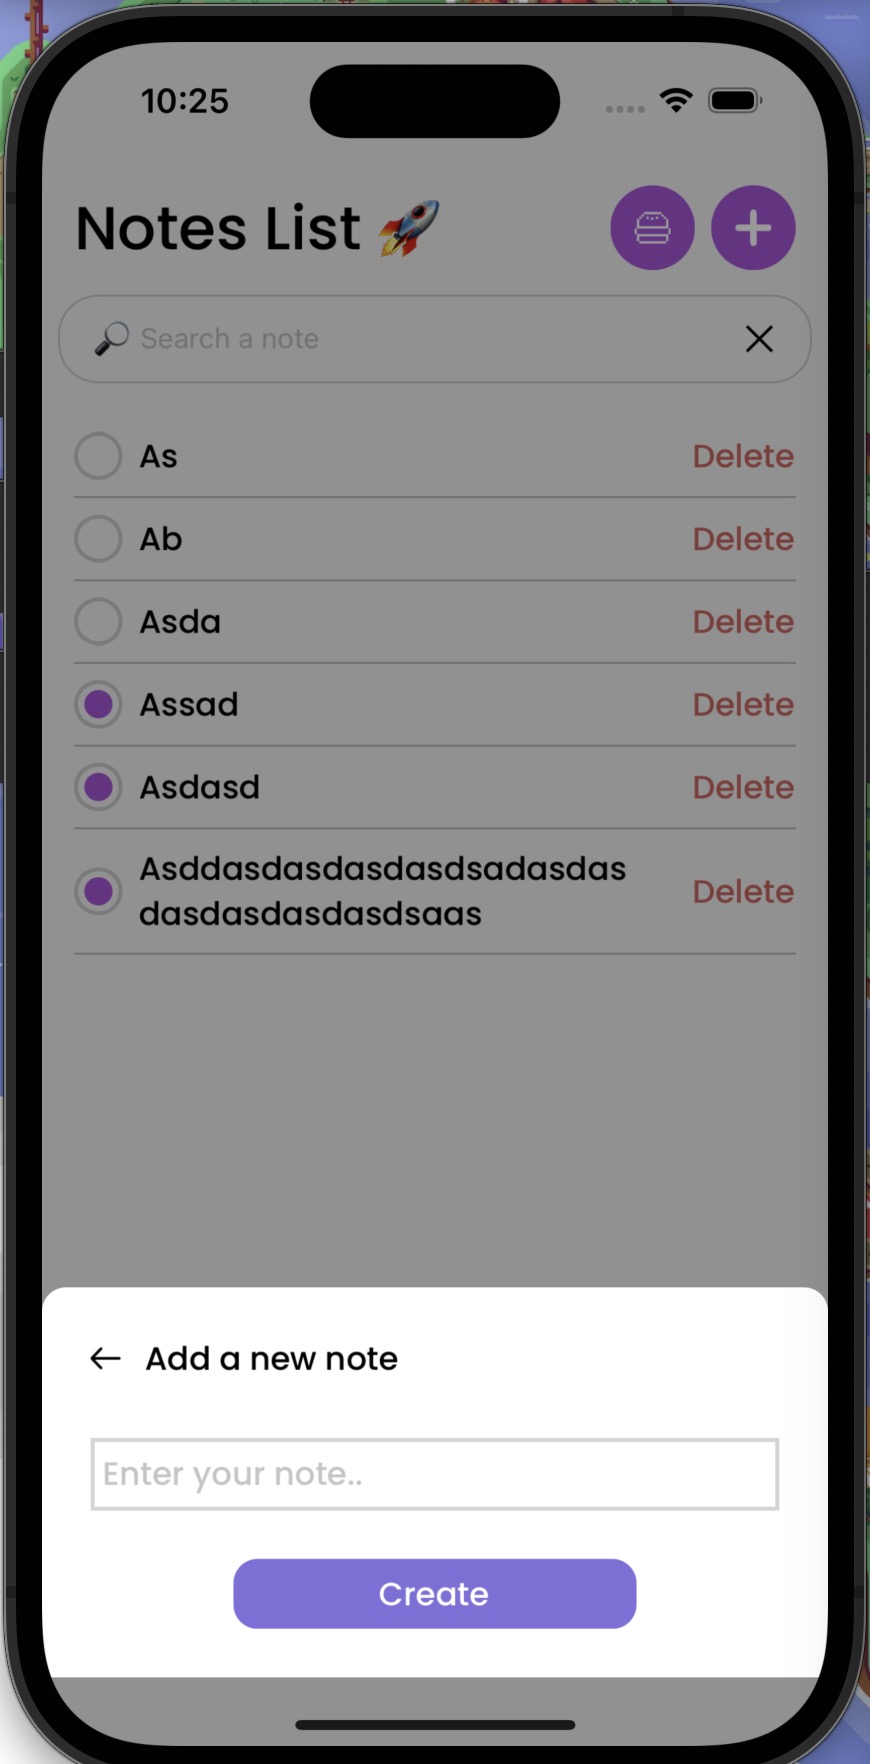 10:25
Notes List 🚀
🔎 Search a note
As Delete
Ab Delete
Asda Delete
Assad Delete
Asdasd Delete
Asddasdasdasdasdsadasdas
dasdasdasdasdsaas Delete
Add a new note
Enter your note..
Create